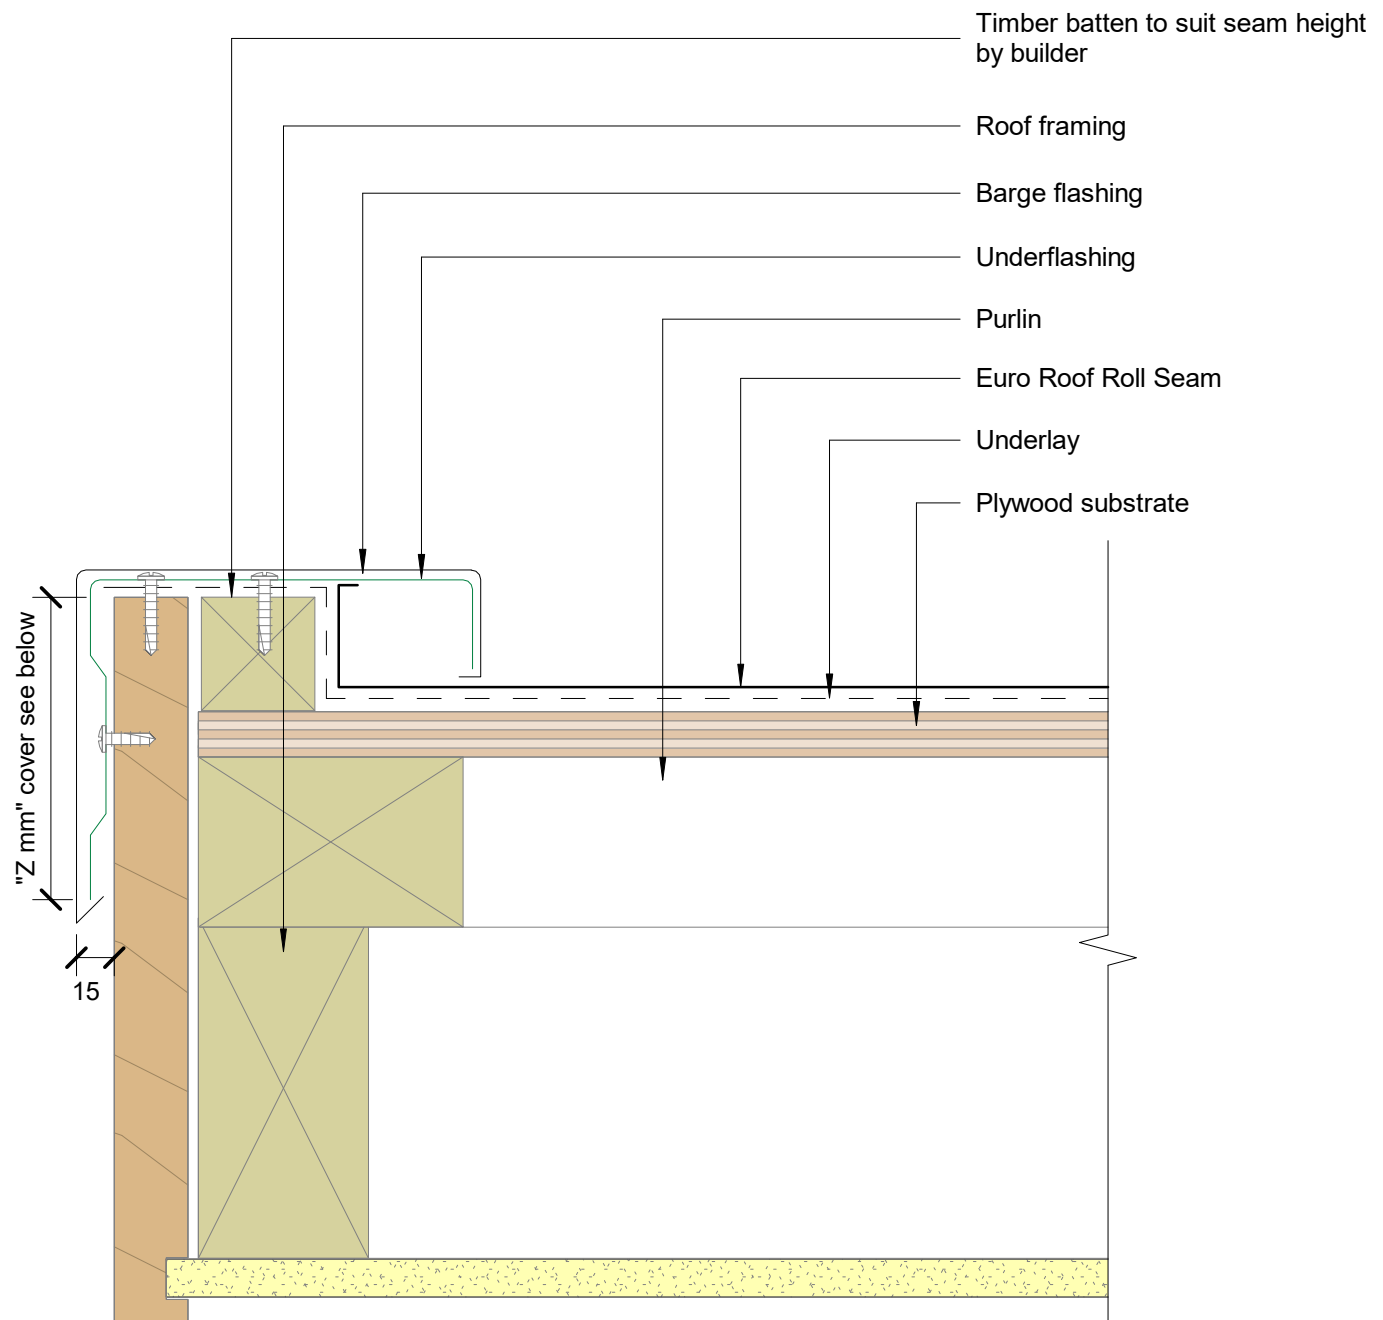 Timber batten to suit seam height
by builder
Roof framing
Barge flashing
Underflashing
Purlin
Euro Roof Roll Seam
Underlay
Plywood substrate
"Z mm" cover see below
15